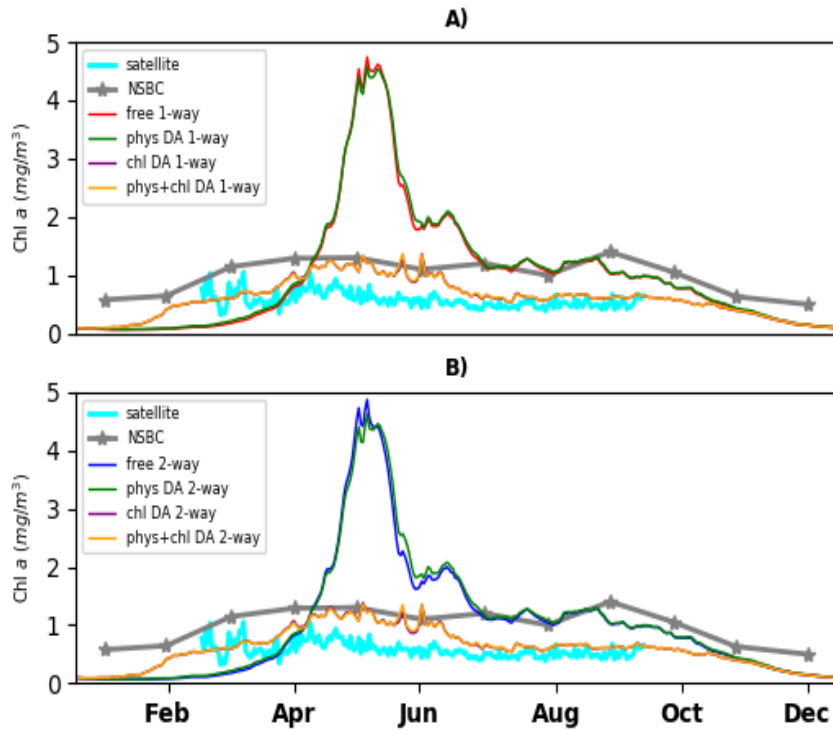 A)
5
4
3
2
1
0
Chl a (mg/m³)
satellite
NSBC
free 1-way
phys DA 1-way
chl DA 1-way
phys+chl DA 1-way
B)
5
4
3
2
1
0
Chl a (mg/m³)
satellite
NSBC
free 2-way
phys DA 2-way
chl DA 2-way
phys+chl DA 2-way
Feb Apr Jun Aug Oct Dec